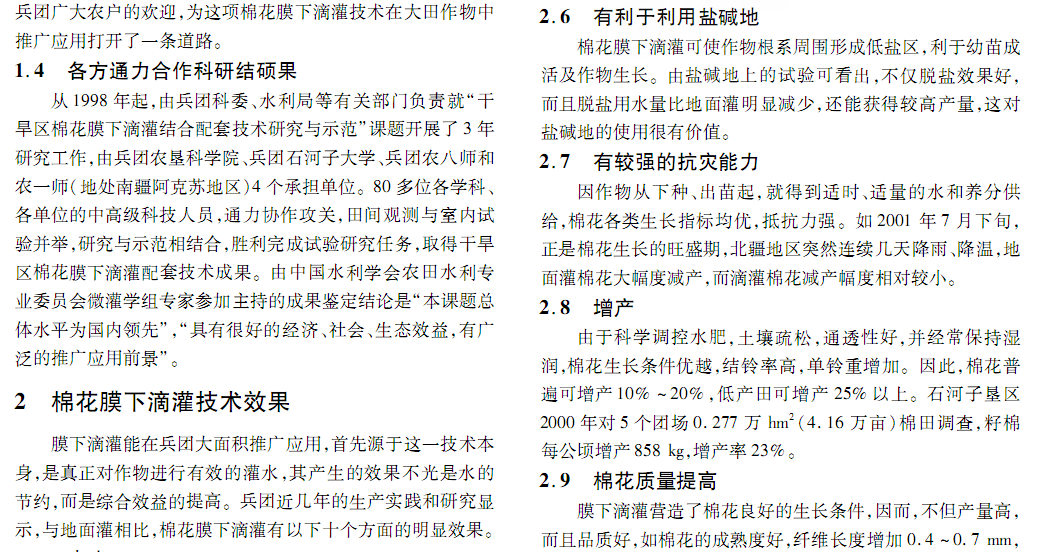 兵团广大农户的欢迎,为这项棉花膜下滴灌技术在大田作物中
推广应用打开了一条道路。
1.4 各方通力合作科研结硕果
从 1998 年起,由兵团科委、水利局等有关部门负责就“干
旱区棉花膜下滴灌结合配套技术研究与示范”课题开展了 3 年
研究工作,由兵团农垦科学院、兵团石河子大学、兵团农八师和
农一师(地处南疆阿克苏地区)4 个承担单位。80 多位各学科、
各单位的中高级科技人员,通力协作攻关,田间观测与室内试
验并举,研究与示范相结合,胜利完成试验研究任务,取得干旱
区棉花膜下滴灌配套技术成果。由中国水利学会农田水利专
业委员会微灌学组专家参加主持的成果鉴定结论是“本课题总
体水平为国内领先”,“具有很好的经济、社会、生态效益,有广
泛的推广应用前景”。
2 棉花膜下滴灌技术效果
膜下滴灌能在兵团大面积推广应用,首先源于这一技术本
身,是真正对作物进行有效的灌水,其产生的效果不光是水的
节约,而是综合效益的提高。兵团近几年的生产实践和研究显
示,与地面灌相比,棉花膜下滴灌有以下十个方面的明显效果。
2.6 有利于利用盐碱地
棉花膜下滴灌可使作物根系周围形成低盐区,利于幼苗成
活及作物生长。由盐碱地上的试验可看出,不仅脱盐效果好,
而且脱盐用水量比地面灌明显减少,还能获得较高产量,这对
盐碱地的使用很有价值。
2.7 有较强的抗灾能力
因作物从下种、出苗起,就得到适时、适量的水和养分供
给,棉花各类生长指标均优,抵抗力强。如 2001 年 7 月下旬,
正是棉花生长的旺盛期,北疆地区突然连续几天降雨、降温,地
面灌棉花大幅度减产,而滴灌棉花减产幅度相对较小。
2.8 增产
由于科学调控水肥,土壤疏松,通透性好,并经常保持湿
润,棉花生长条件优越,结铃率高,单铃重增加。因此,棉花普
遍可增产 10% ~ 20%,低产田可增产 25% 以上。石河子垦区
2000 年对 5 个团场 0.277 万 hm²(4.16 万亩)棉田调查,籽棉
每公顷增产 858 kg,增产率 23%。
2.9 棉花质量提高
膜下滴灌营造了棉花良好的生长条件,因而,不但产量高,
而且品质好,如棉花的成熟度好,纤维长度增加 0.4 ~ 0.7 mm,